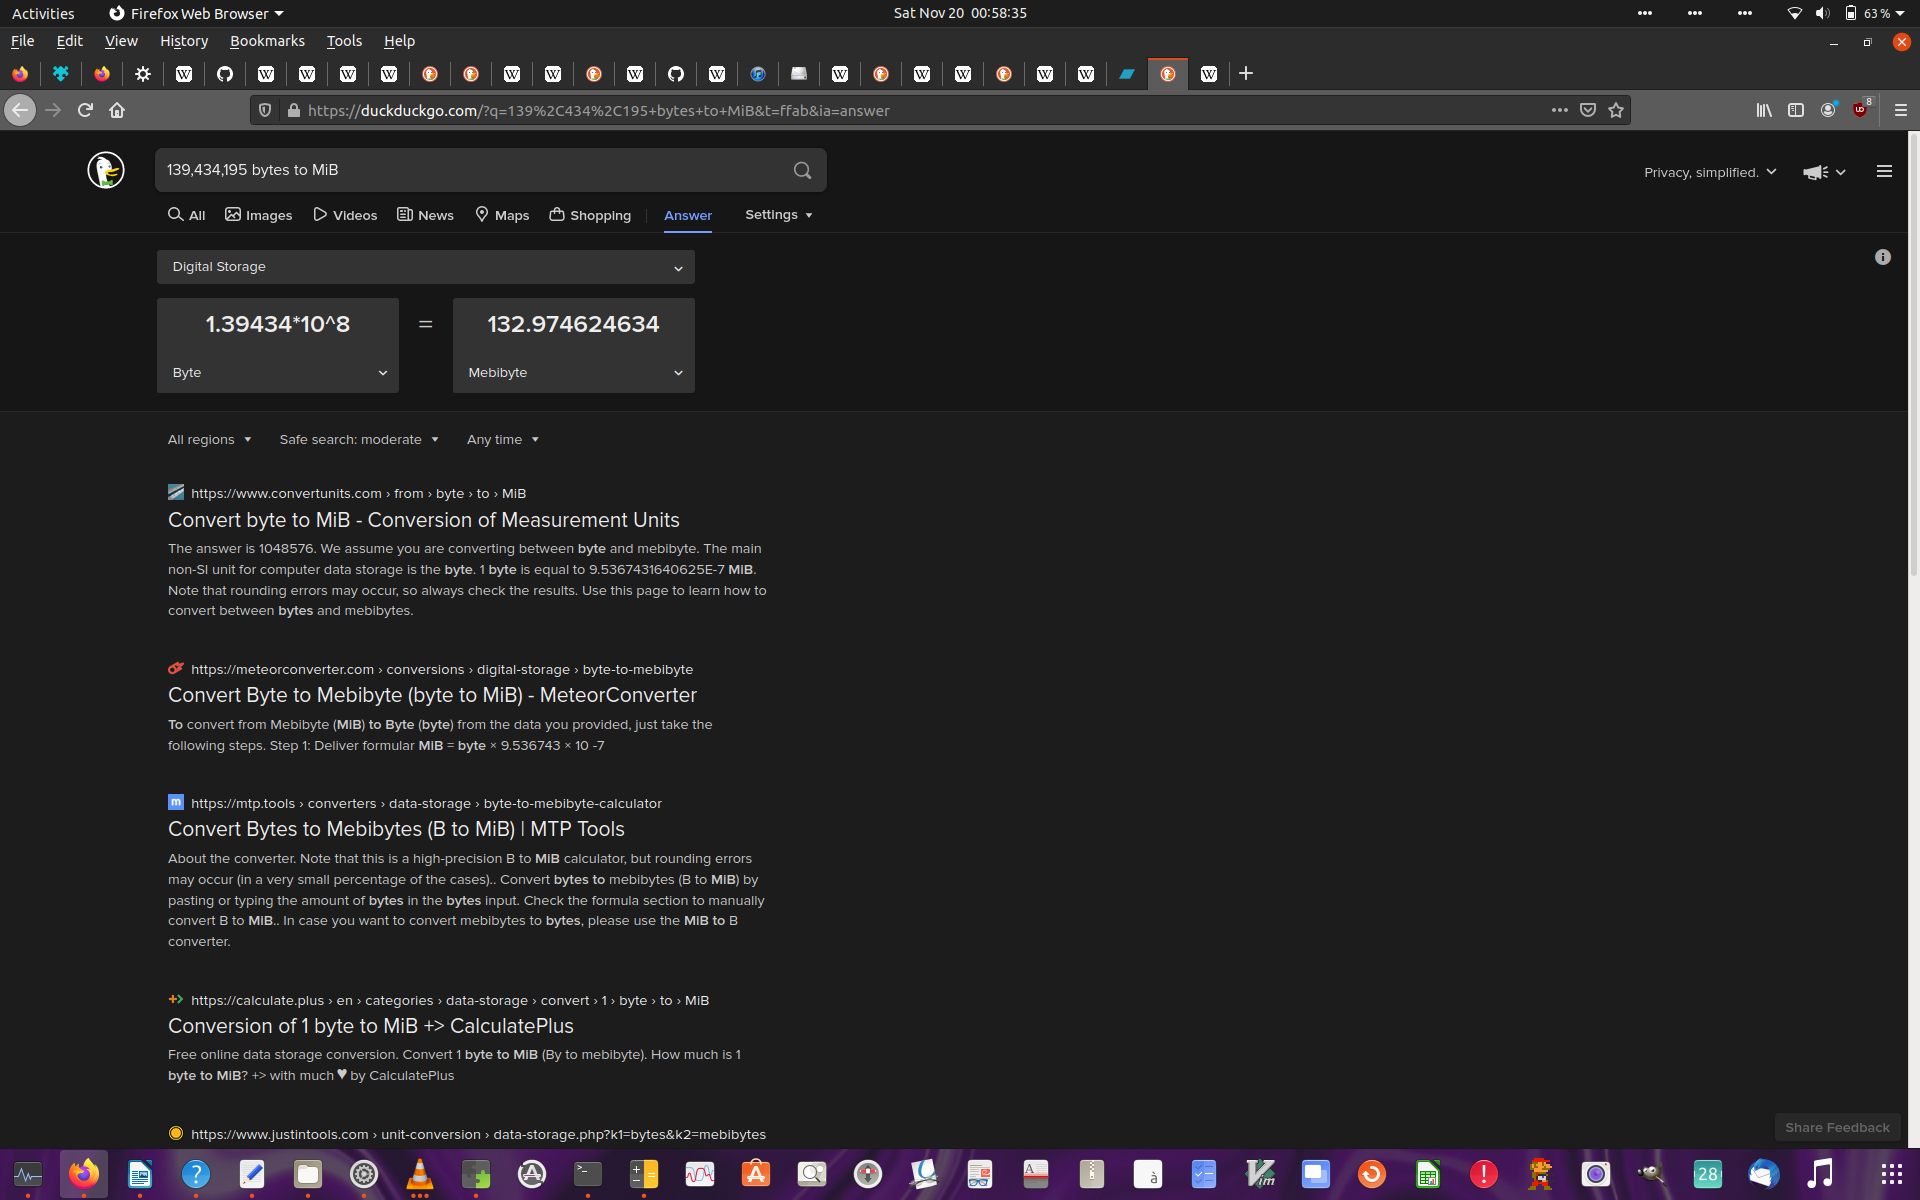 Activities Firefox Web Browser Sat Nov 20 00:58:35 63 %
File Edit View History Bookmarks Tools Help
https://duckduckgo.com/?q=139%2C434%2C195+bytes+to+MiB&t=ffab&ia=answer 8
139,434,195 bytes to MiB
Privacy, simplified.
All Images Videos News Maps Shopping Answer Settings
Digital Storage
1.39434*10^8 = 132.974624634
Byte Mebibyte
All regions Safe search: moderate Any time
https://www.convertunits.com › from › byte › to › MiB
Convert byte to MiB - Conversion of Measurement Units
The answer is 1048576. We assume you are converting between byte and mebibyte. The main
non-SI unit for computer data storage is the byte. 1 byte is equal to 9.5367431640625E-7 MiB.
Note that rounding errors may occur, so always check the results. Use this page to learn how to
convert between bytes and mebibytes.
https://meteorconverter.com › conversions › digital-storage › byte-to-mebibyte
Convert Byte to Mebibyte (byte to MiB) - MeteorConverter
To convert from Mebibyte (MIB) to Byte (byte) from the data you provided, just take the
following steps. Step 1: Deliver formular MiB = byte × 9.536743 × 10 -7
https://mtp.tools › converters › data-storage › byte-to-mebibyte-calculator
Convert Bytes to Mebibytes (B to MiB) | MTP Tools
About the converter. Note that this is a high-precision B to MiB calculator, but rounding errors
may occur (in a very small percentage of the cases).. Convert bytes to mebibytes (B to MiB) by
pasting or typing the amount of bytes in the bytes input. Check the formula section to manually
convert B to MiB.. In case you want to convert mebibytes to bytes, please use the MiB to B
converter.
https://calculate.plus › en › categories › data-storage › convert › 1 › byte › to › MiB
Conversion of 1 byte to MiB +> CalculatePlus
Free online data storage conversion. Convert 1 byte to MiB (By to mebibyte). How much is 1
byte to MiB? +> with much ♥ by CalculatePlus
Share Feedback
https://www.justintools.com › unit-conversion › data-storage.php?k1=bytes&k2=mebibytes
28